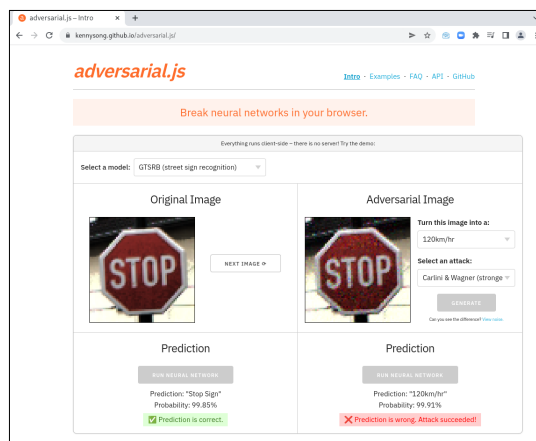 adversarial.js – Intro
kennysong.github.io/adversarial.js/
adversarial.js
Intro - Examples - FAQ - API - GitHub
Break neural networks in your browser.
Everything runs client-side – there is no server! Try the demo:
Select a model: GTSRB (street sign recognition)
Original Image
STOP
NEXT IMAGE
Adversarial Image
STOP
Turn this image into a:
120km/hr
Select an attack:
Carlini & Wagner (stronge
GENERATE
Can you see the difference? View noise.
Prediction
RUN NEURAL NETWORK
Prediction: "Stop Sign"
Probability: 99.85%
✅ Prediction is correct.
Prediction
RUN NEURAL NETWORK
Prediction: "120km/hr"
Probability: 99.91%
❌ Prediction is wrong. Attack succeeded!